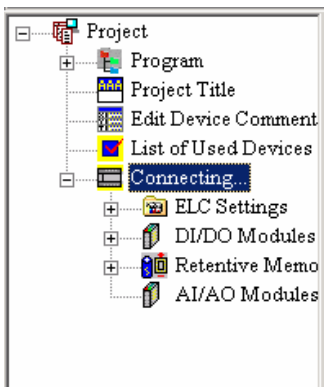 Project
Program
Project Title
Edit Device Comment
List of Used Devices
Connecting...
ELC Settings
DI/DO Modules
Retentive Memo
AI/AO Modules